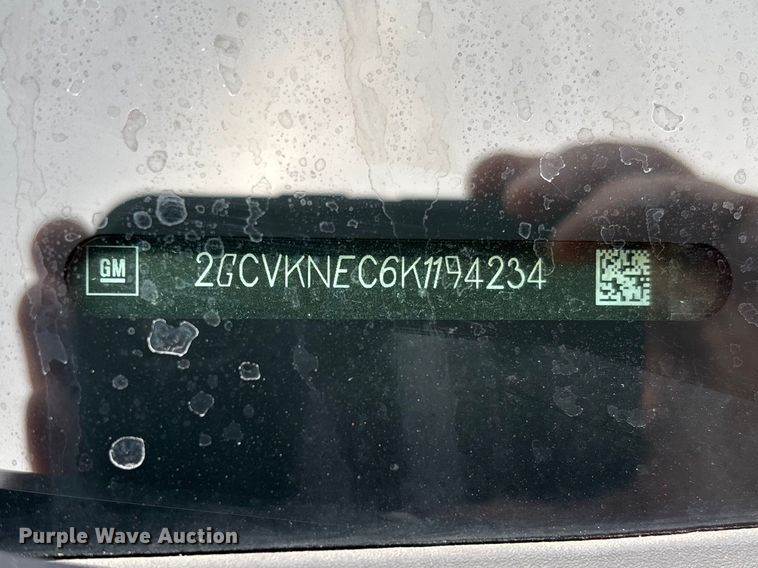 GM
2GCVKNEC6K1194234
Purple Wave Auction